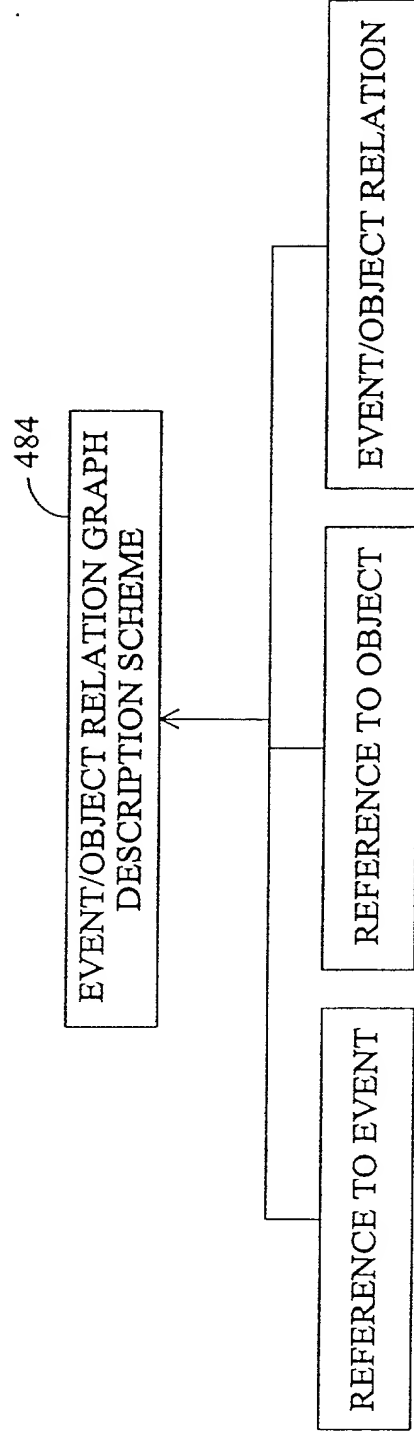 484
EVENT/OBJECT RELATION GRAPH
DESCRIPTION SCHEME
REFERENCE TO EVENT
REFERENCE TO OBJECT
EVENT/OBJECT RELATION